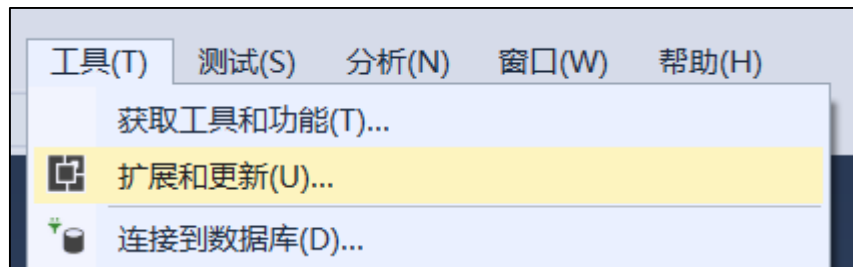 工具(T) 测试(S) 分析(N) 窗口(W) 帮助(H)
获取工具和功能(T)...
扩展和更新(U)...
连接到数据库(D)...